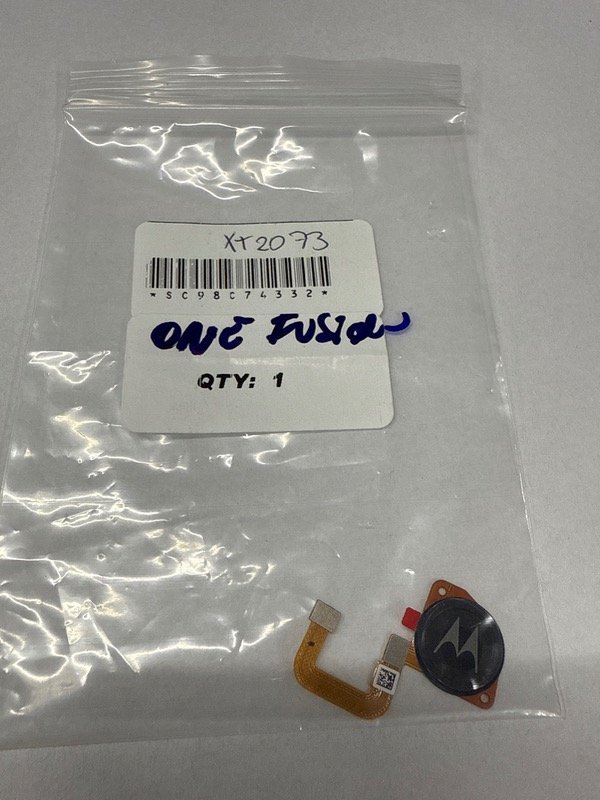 XT2073
*SC98C74332*
ONE FUSION
QTY: 1